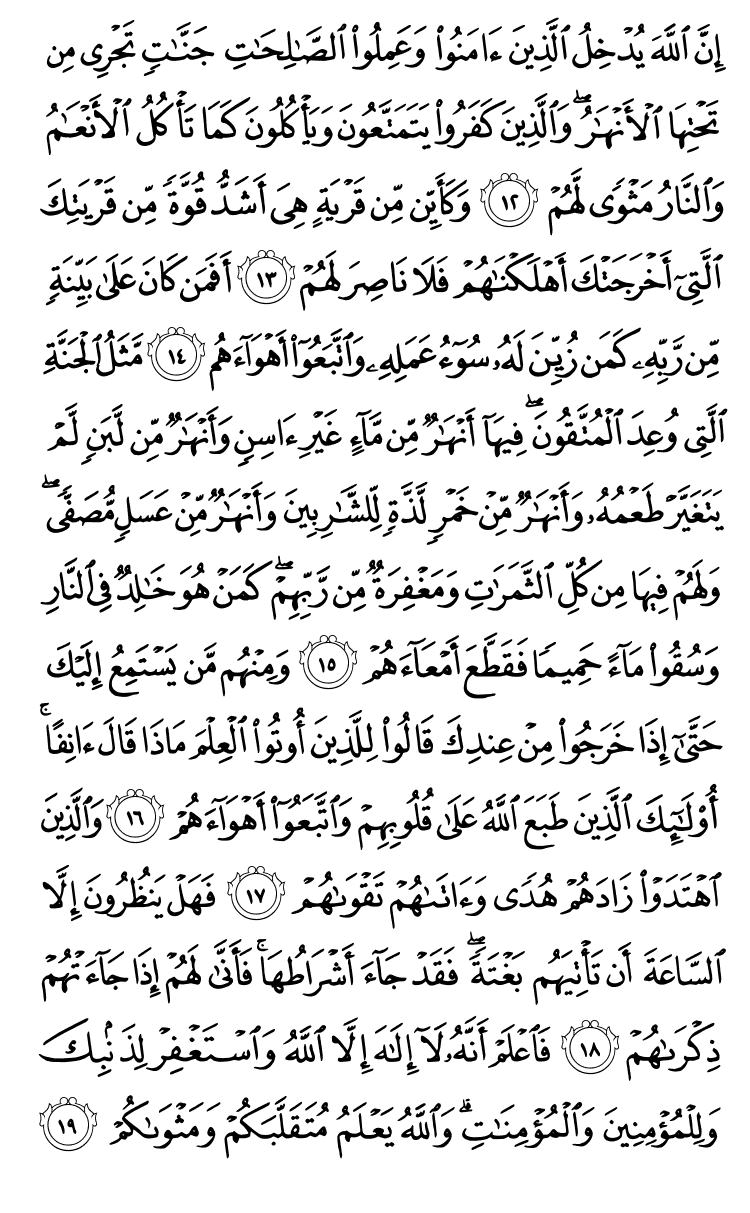 إِنَّ ٱللَّهَ يُدۡخِلُ ٱلَّذِينَ ءَامَنُواْ وَعَمِلُواْ ٱلصَّٰلِحَٰتِ جَنَّٰتٖ تَجۡرِي مِن
تَحۡتِهَا ٱلۡأَنۡهَٰرُۖ وَٱلَّذِينَ كَفَرُواْ يَتَمَتَّعُونَ وَيَأۡكُلُونَ كَمَا تَأۡكُلُ ٱلۡأَنۡعَٰمُ
وَٱلنَّارُ مَثۡوٗى لَّهُمۡ ١٢ وَكَأَيِّن مِّن قَرۡيَةٍ هِيَ أَشَدُّ قُوَّةٗ مِّن قَرۡيَتِكَ
ٱلَّتِيٓ أَخۡرَجَتۡكَ أَهۡلَكۡنَٰهُمۡ فَلَا نَاصِرَ لَهُمۡ ١٣ أَفَمَن كَانَ عَلَىٰ بَيِّنَةٖ
مِّن رَّبِّهِۦ كَمَن زُيِّنَ لَهُۥ سُوٓءُ عَمَلِهِۦ وَٱتَّبَعُوٓاْ أَهۡوَآءَهُم ١٤ مَّثَلُ ٱلۡجَنَّةِ
ٱلَّتِي وُعِدَ ٱلۡمُتَّقُونَۖ فِيهَآ أَنۡهَٰرٞ مِّن مَّآءٍ غَيۡرِ ءَاسِنٖ وَأَنۡهَٰرٞ مِّن لَّبَنٖ لَّمۡ
يَتَغَيَّرۡ طَعۡمُهُۥ وَأَنۡهَٰرٞ مِّنۡ خَمۡرٖ لَّذَّةٖ لِّلشَّٰرِبِينَ وَأَنۡهَٰرٞ مِّنۡ عَسَلٖ مُّصَفّٗىۖ
وَلَهُمۡ فِيهَا مِن كُلِّ ٱلثَّمَرَٰتِ وَمَغۡفِرَةٞ مِّن رَّبِّهِمۡۖ كَمَنۡ هُوَ خَٰلِدٞ فِي ٱلنَّارِ
وَسُقُواْ مَآءً حَمِيمٗا فَقَطَّعَ أَمۡعَآءَهُمۡ ١٥ وَمِنۡهُم مَّن يَسۡتَمِعُ إِلَيۡكَ
حَتَّىٰٓ إِذَا خَرَجُواْ مِنۡ عِندِكَ قَالُواْ لِلَّذِينَ أُوتُواْ ٱلۡعِلۡمَ مَاذَا قَالَ ءَانِفًاۚ
أُوْلَٰٓئِكَ ٱلَّذِينَ طَبَعَ ٱللَّهُ عَلَىٰ قُلُوبِهِمۡ وَٱتَّبَعُوٓاْ أَهۡوَآءَهُمۡ ١٦ وَٱلَّذِينَ
ٱهۡتَدَوۡاْ زَادَهُمۡ هُدٗى وَءَاتَىٰهُمۡ تَقۡوَىٰهُمۡ ١٧ فَهَلۡ يَنظُرُونَ إِلَّا
ٱلسَّاعَةَ أَن تَأۡتِيَهُم بَغۡتَةٗۖ فَقَدۡ جَآءَ أَشۡرَاطُهَاۚ فَأَنَّىٰ لَهُمۡ إِذَا جَآءَتۡهُمۡ
ذِكۡرَىٰهُمۡ ١٨ فَٱعۡلَمۡ أَنَّهُۥ لَآ إِلَٰهَ إِلَّا ٱللَّهُ وَٱسۡتَغۡفِرۡ لِذَنۢبِكَ
وَلِلۡمُؤۡمِنِينَ وَٱلۡمُؤۡمِنَٰتِۗ وَٱللَّهُ يَعۡلَمُ مُتَقَلَّبَكُمۡ وَمَثۡوَىٰكُمۡ ١٩